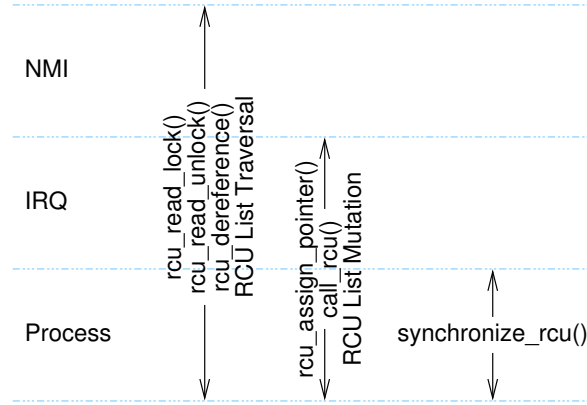 NMI
rcu_read_lock()
rcu_read_unlock()
rcu_dereference()
RCU List Traversal
IRQ
rcu_assign_pointer()
call_rcu()
RCU List Mutation
Process
synchronize_rcu()